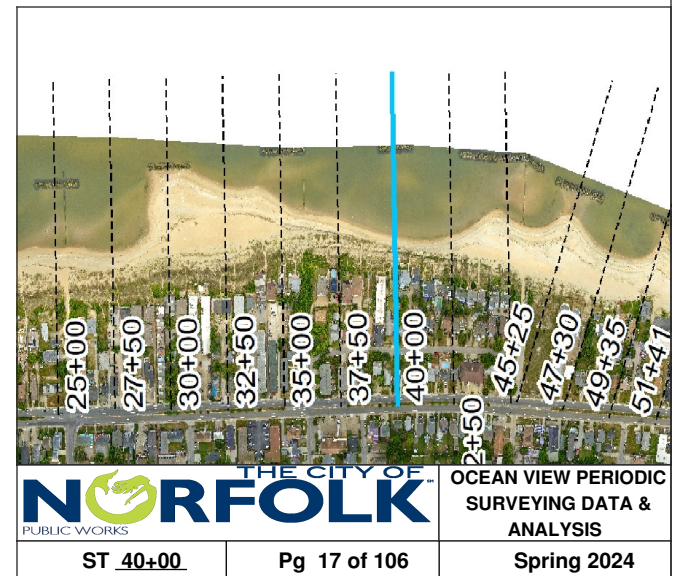 25+00
27+50
30+00
32+50
35+00
37+50
40+00
2+50
45+25
47+30
49+35
51+41
THE CITY OF
NORFOLK
PUBLIC WORKS
OCEAN VIEW PERIODIC
SURVEYING DATA &
ANALYSIS
ST 40+00
Pg 17 of 106
Spring 2024